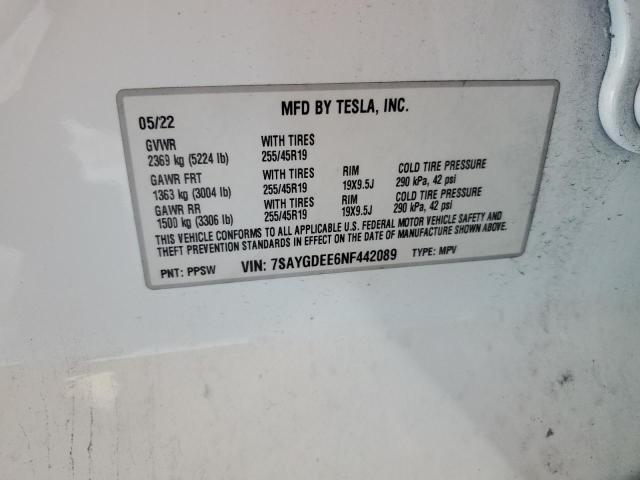 MFD BY TESLA, INC.
05/22
GVWR WITH TIRES
2369 kg (5224 lb) 255/45R19
GAWR FRT WITH TIRES RIM COLD TIRE PRESSURE
1363 kg (3004 lb) 255/45R19 19X9.5J 290 kPa, 42 psi
GAWR RR WITH TIRES RIM COLD TIRE PRESSURE
1500 kg (3306 lb) 255/45R19 19X9.5J 290 kPa, 42 psi
THIS VEHICLE CONFORMS TO ALL APPLICABLE U.S. FEDERAL MOTOR VEHICLE SAFETY AND
THEFT PREVENTION STANDARDS IN EFFECT ON THE DATE OF MANUFACTURE SHOWN ABOVE.
PNT: PPSW VIN: 7SAYGDEE6NF442089 TYPE: MPV